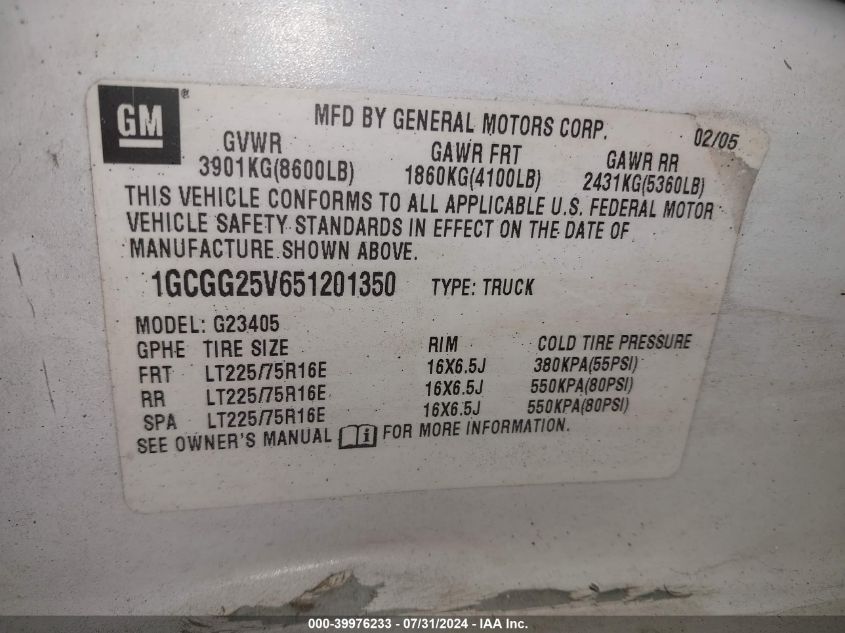 GM®
MFD BY GENERAL MOTORS CORP. 02/05
GVWR GAWR FRT GAWR RR
3901KG(8600LB) 1860KG(4100LB) 2431KG(5360LB)
THIS VEHICLE CONFORMS TO ALL APPLICABLE U.S. FEDERAL MOTOR
VEHICLE SAFETY STANDARDS IN EFFECT ON THE DATE OF
MANUFACTURE SHOWN ABOVE.
1GCGG25V651201350 TYPE: TRUCK
MODEL: G23405
GPHE TIRE SIZE RIM COLD TIRE PRESSURE
FRT LT225/75R16E 16X6.5J 380KPA(55PSI)
RR LT225/75R16E 16X6.5J 550KPA(80PSI)
SPA LT225/75R16E 16X6.5J 550KPA(80PSI)
SEE OWNER'S MANUAL i FOR MORE INFORMATION.
000-39976233 - 07/31/2024 - IAA Inc.